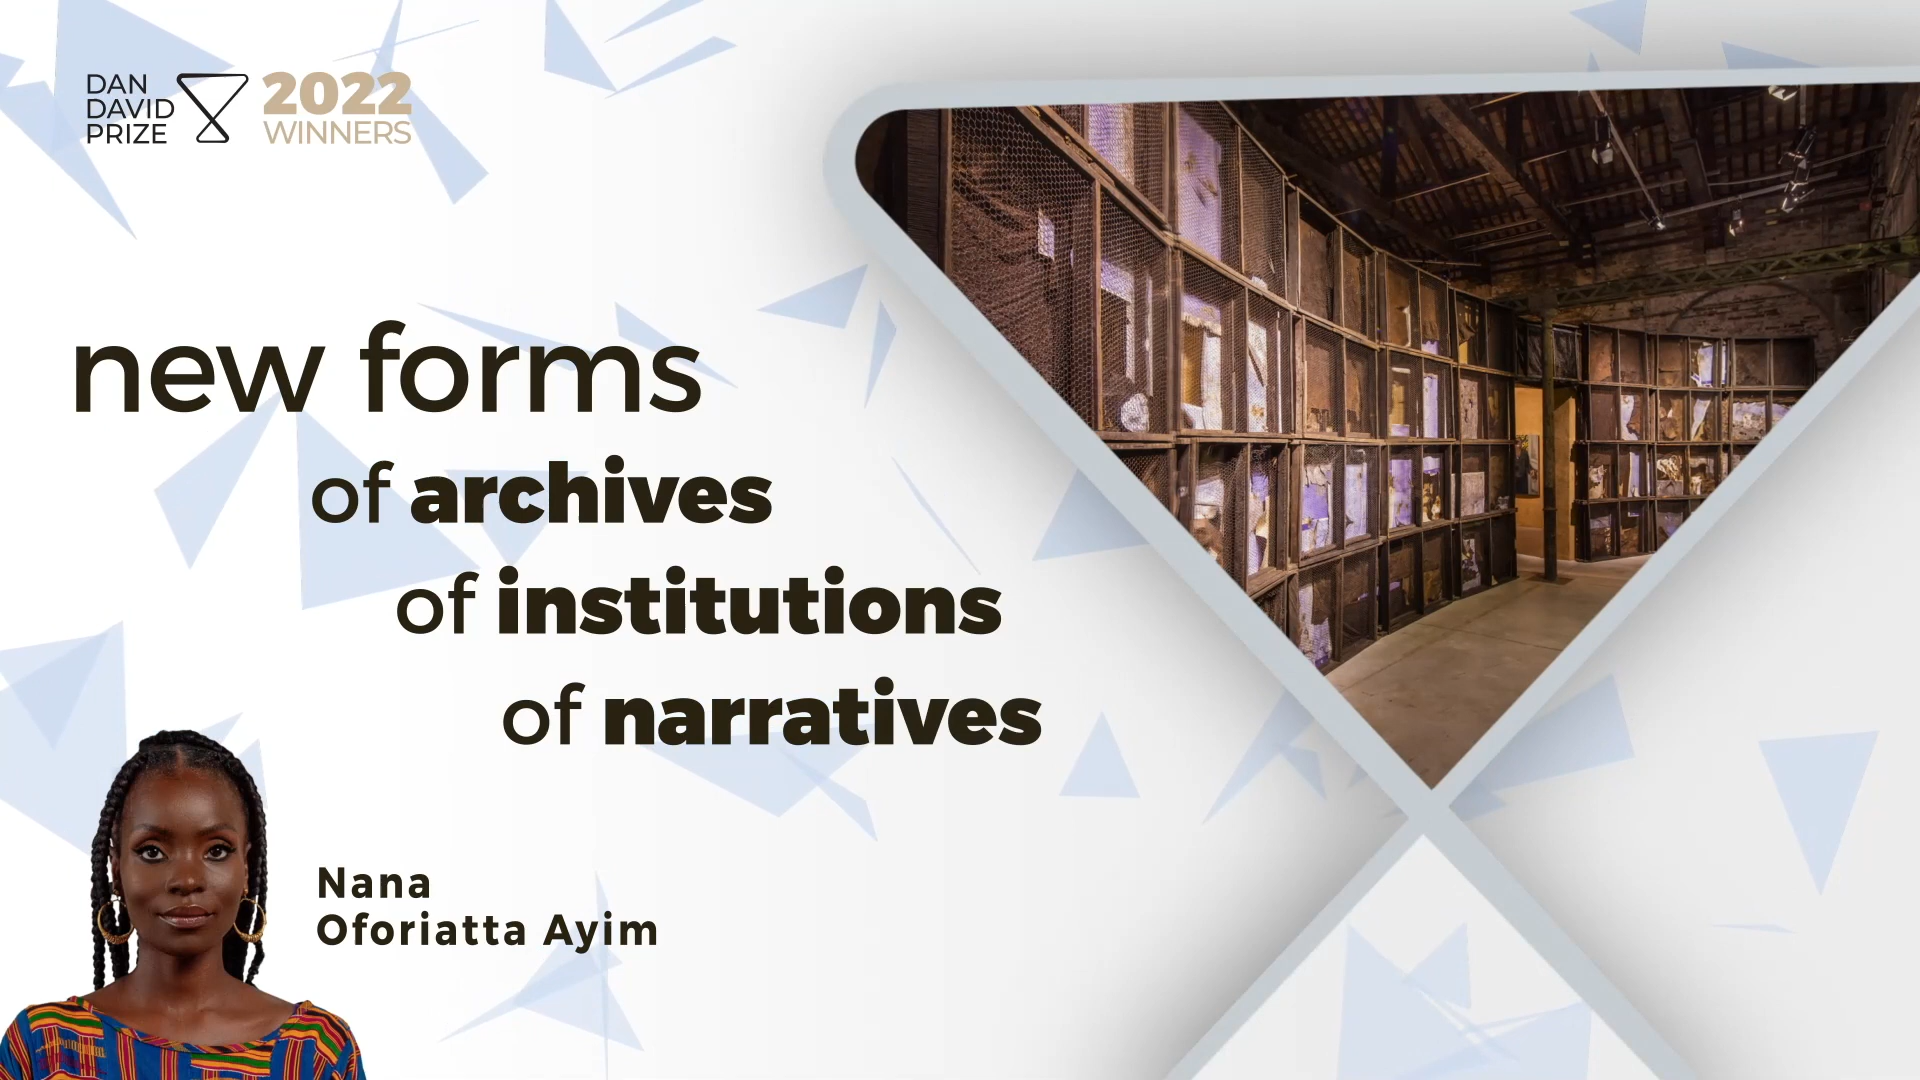 DAN
DAVID
PRIZE
2022
WINNERS
new forms
of archives
of institutions
of narratives
Nana
Oforiatta Ayim